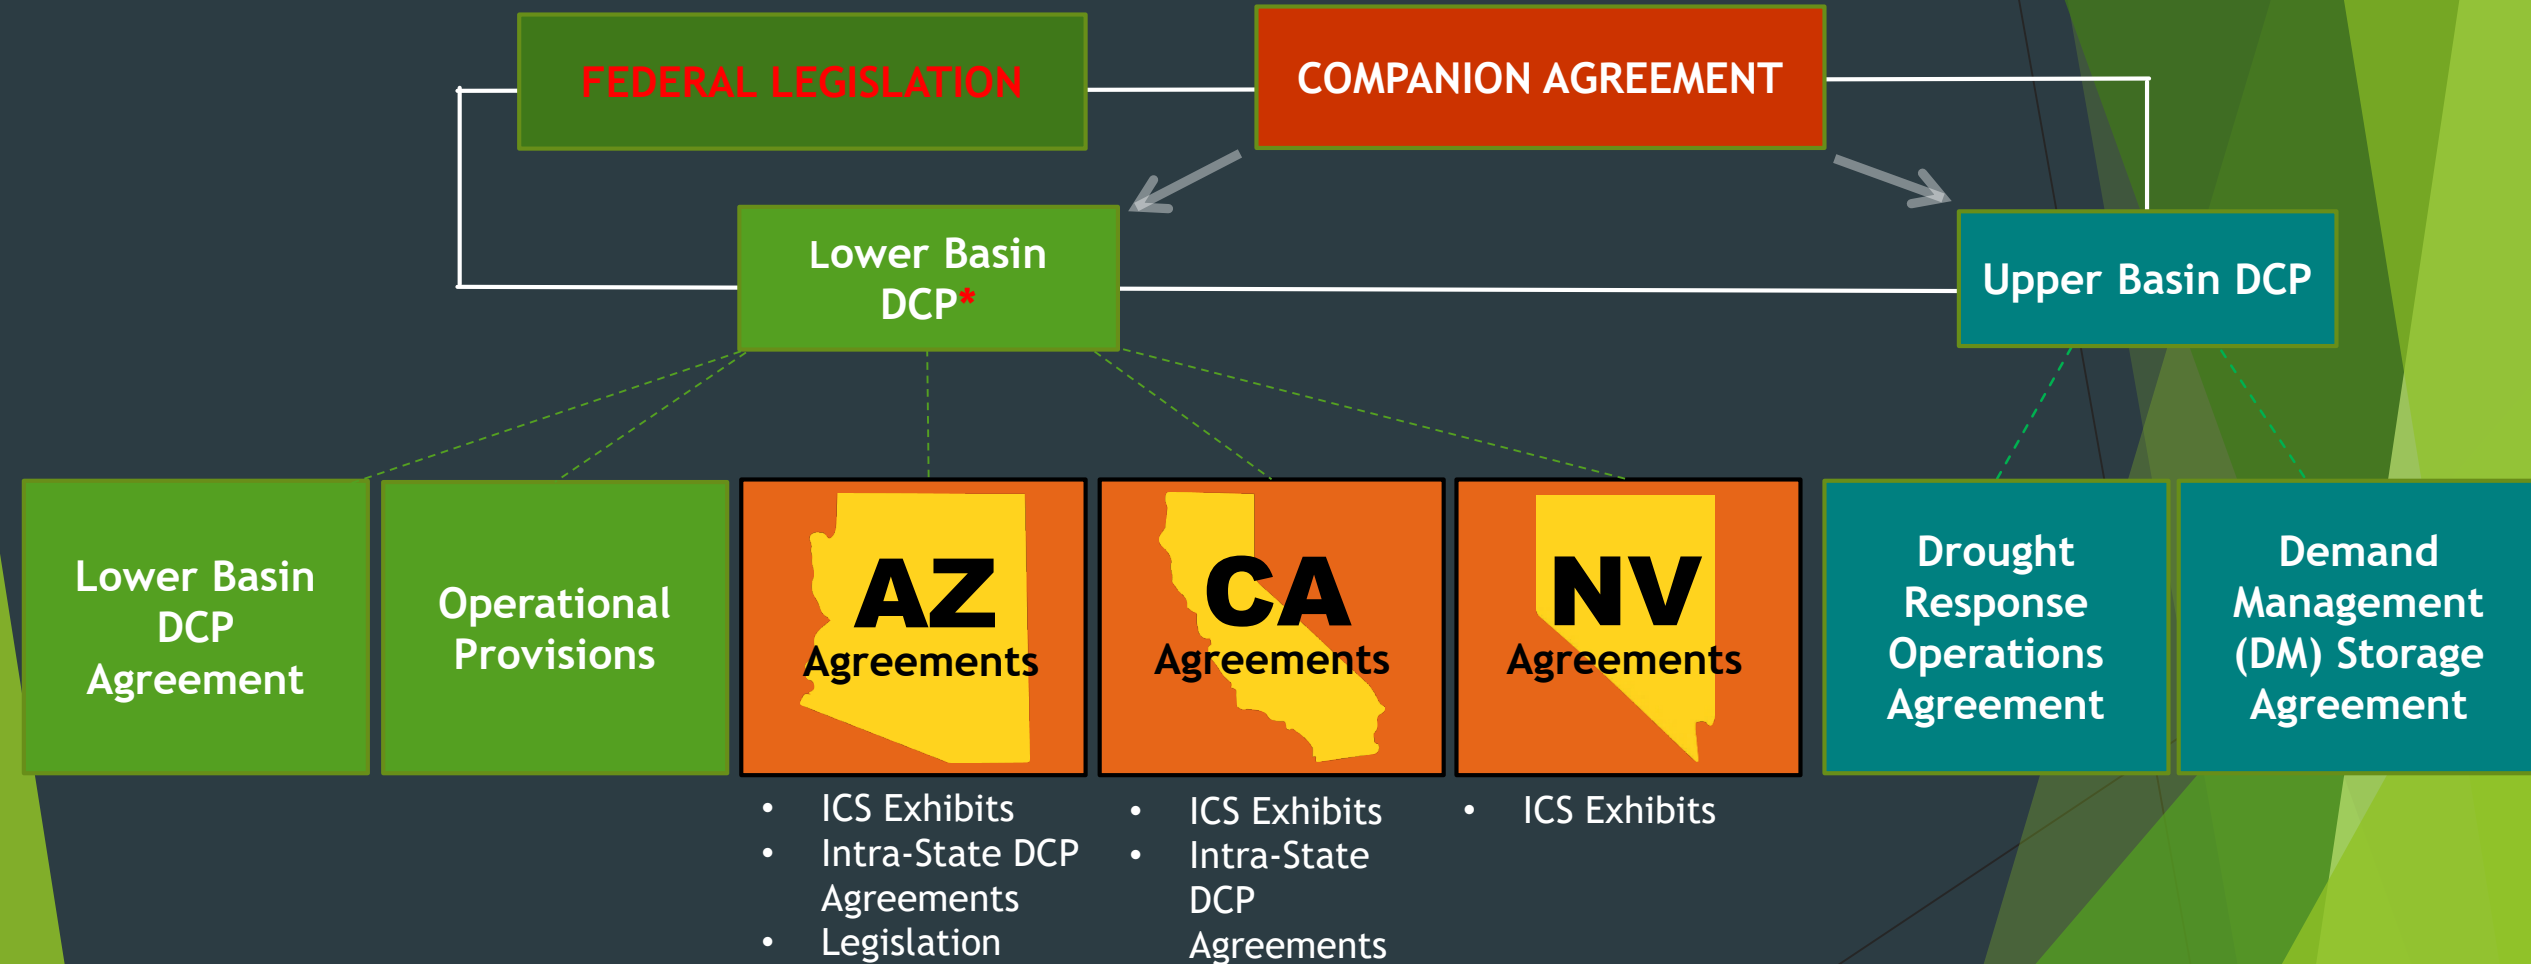 FEDERAL LEGISLATION
COMPANION AGREEMENT
Lower Basin
DCP*
Upper Basin DCP
Lower Basin
DCP
Agreement
Operational
Provisions
AZ
Agreements
CA
Agreements
NV
Agreements
Drought
Response
Operations
Agreement
Demand
Management
(DM) Storage
Agreement
• ICS Exhibits
• Intra-State DCP
Agreements
• Legislation
• ICS Exhibits
• Intra-State
DCP
Agreements
• ICS Exhibits